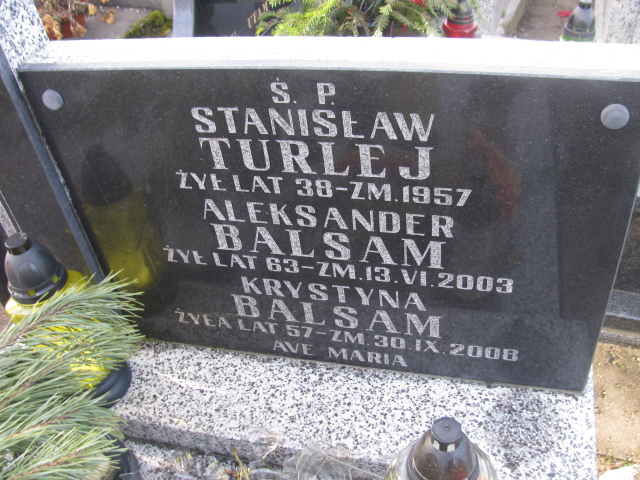 Ś. P.
STANISŁAW
TURLEJ
ŻYŁ LAT 38-ZM.1957
ALEKSANDER
BALSAM
ŻYŁ LAT 63-ZM.13.VI.2003
KRYSTYNA
BALSAM
ŻYŁA LAT 57-ZM.30.IX.2008
AVE MARIA